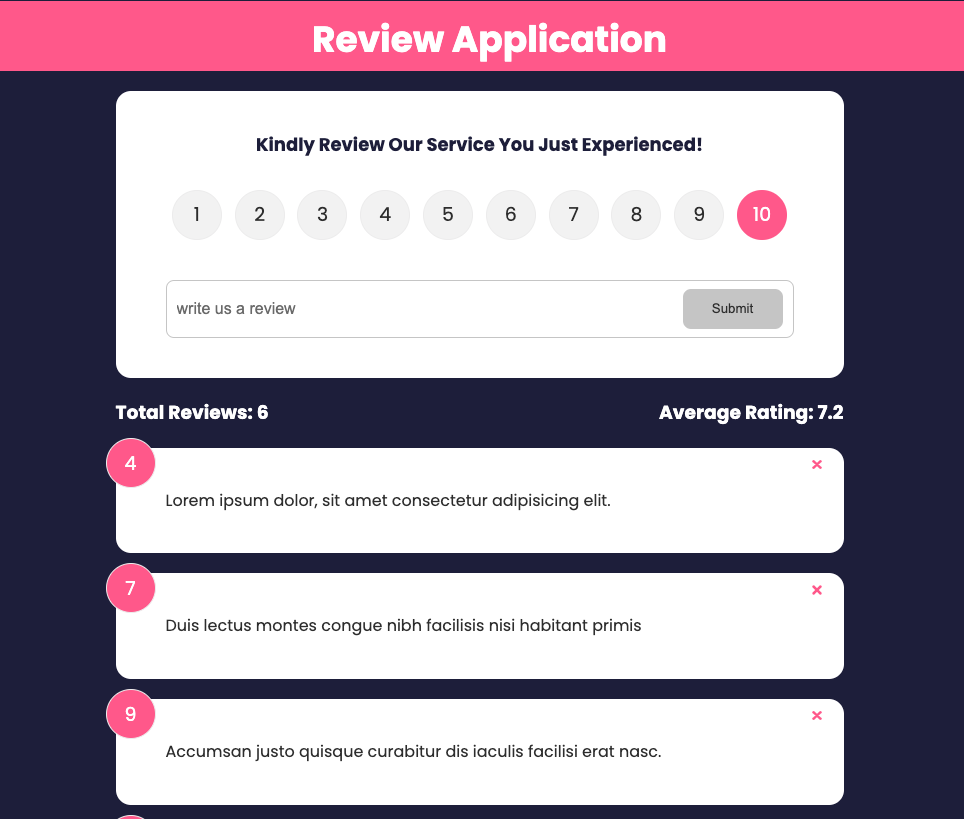 Review Application
Kindly Review Our Service You Just Experienced!
1 2 3 4 5 6 7 8 9 10
write us a review Submit
Total Reviews: 6 Average Rating: 7.2
4 ×
Lorem ipsum dolor, sit amet consectetur adipisicing elit.
7 ×
Duis lectus montes congue nibh facilisis nisi habitant primis
9 ×
Accumsan justo quisque curabitur dis iaculis facilisi erat nasc.